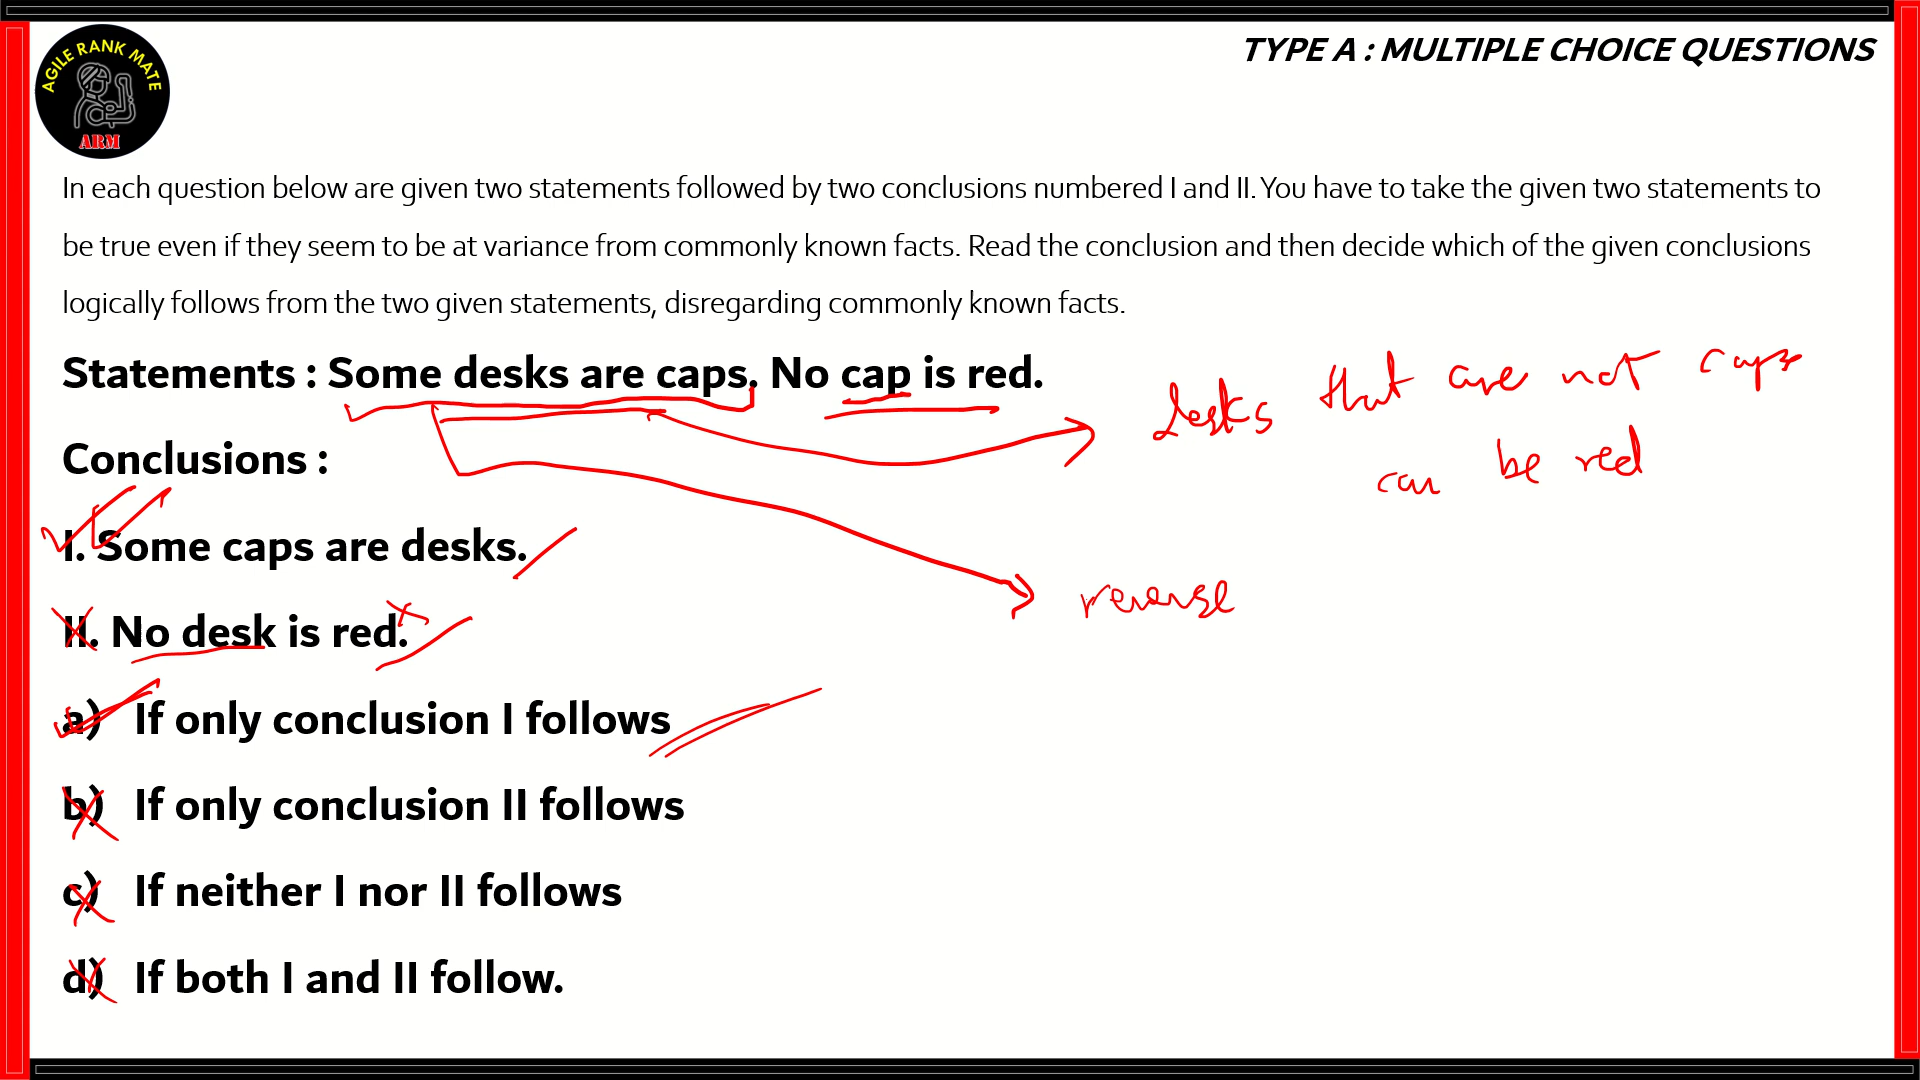 AGILE RANK MATE
ARM
TYPE A : MULTIPLE CHOICE QUESTIONS
In each question below are given two statements followed by two conclusions numbered I and II. You have to take the given two statements to
be true even if they seem to be at variance from commonly known facts. Read the conclusion and then decide which of the given conclusions
logically follows from the two given statements, disregarding commonly known facts.
Statements : Some desks are caps. No cap is red.
desks that are not caps
can be red
Conclusions :
I. Some caps are desks.
reverse
II. No desk is red.
a) If only conclusion I follows
b) If only conclusion II follows
c) If neither I nor II follows
d) If both I and II follow.